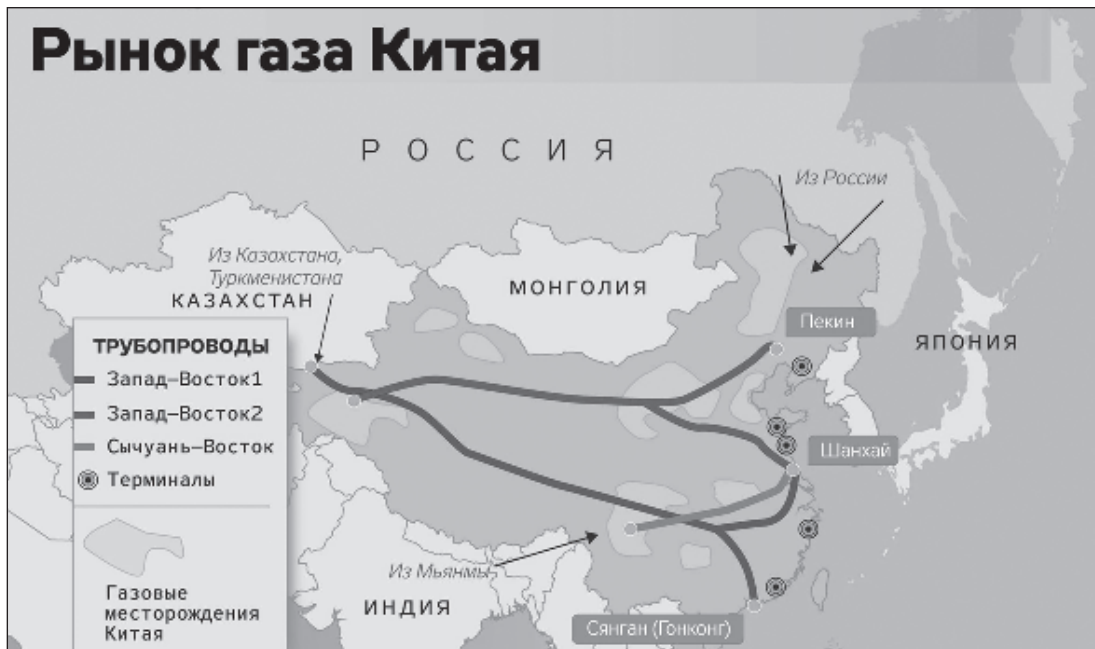 Рынок газа Китая
РОССИЯ
Из России
Из Казахстана,
Туркменистана
КАЗАХСТАН
МОНГОЛИЯ
Пекин
ЯПОНИЯ
ТРУБОПРОВОДЫ
Запад–Восток1
Запад–Восток2
Сычуань–Восток
Терминалы
Шанхай
Из Мьянмы
ИНДИЯ
Газовые
месторождения
Китая
Сянган (Гонконг)